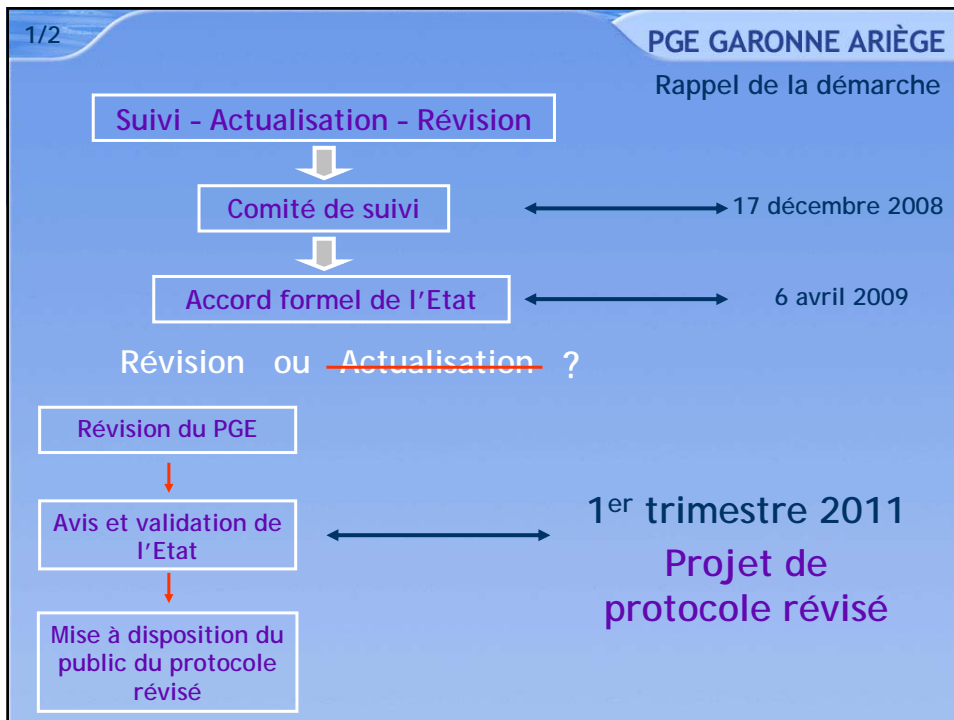 1/2
PGE GARONNE ARIÈGE
Rappel de la démarche
Suivi - Actualisation - Révision
Comité de suivi
17 décembre 2008
Accord formel de l'Etat
6 avril 2009
Révision ou Actualisation ?
Révision du PGE
Avis et validation de
l'Etat
1er trimestre 2011
Projet de
protocole révisé
Mise à disposition du
public du protocole
révisé